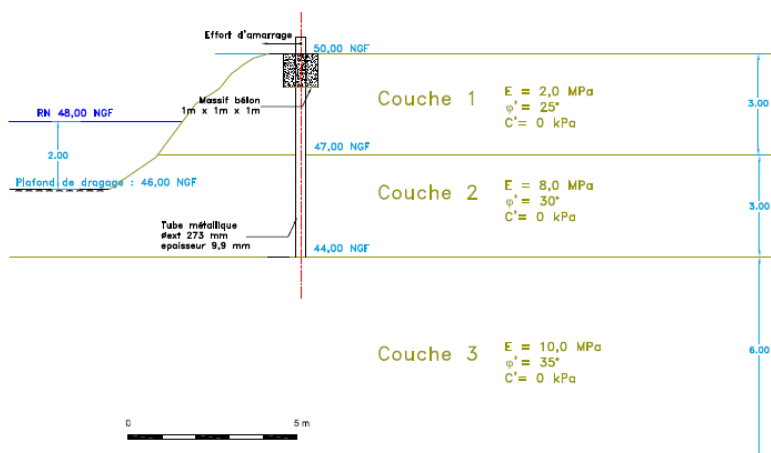 Effort d'amarrage
50,00 NGF
Couche 1
E = 2,0 MPa
φ'= 25°
C'= 0 kPa
3.00
Massif bélon
1m x 1m x 1m
RN 48,00 NGF
2.00
47,00 NGF
Plafond de dragage : 46,00 NGF
Couche 2
E = 8,0 MPa
φ'= 30°
C'= 0 kPa
3.00
Tube métallique
Øext 273 mm
epaisseur 9,9 mm
44,00 NGF
Couche 3
E = 10,0 MPa
φ'= 35°
C'= 0 kPa
6.00
0
5 m